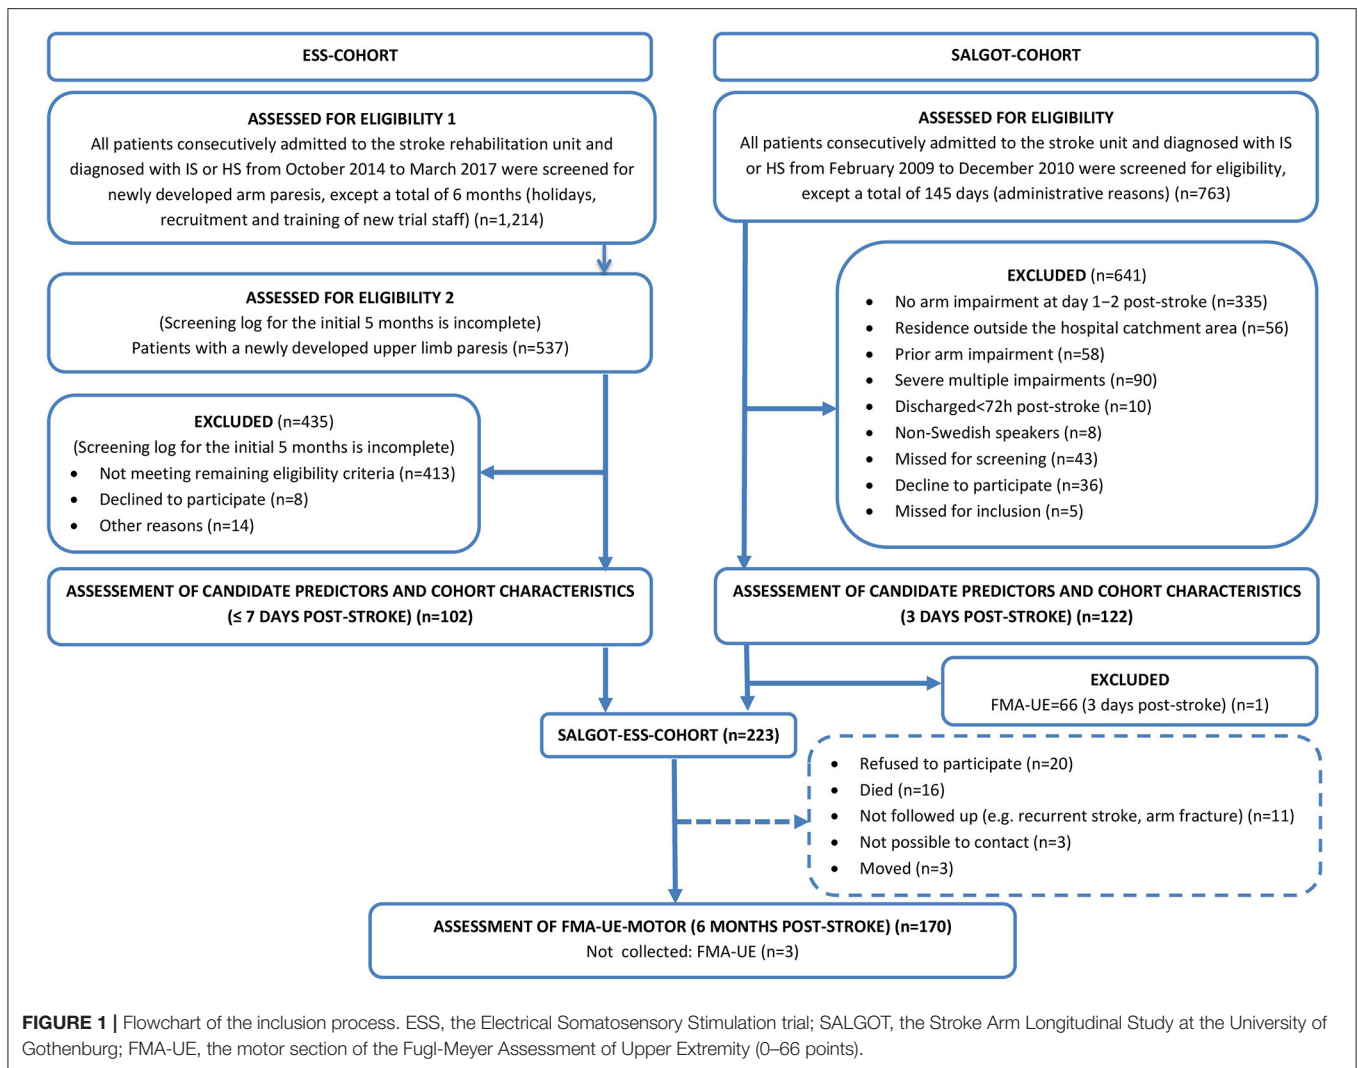 ESS-COHORT
ASSESSED FOR ELIGIBILITY 1
All patients consecutively admitted to the stroke rehabilitation unit and
diagnosed with IS or HS from October 2014 to March 2017 were screened for
newly developed arm paresis, except a total of 6 months (holidays,
recruitment and training of new trial staff) (n=1,214)
ASSESSED FOR ELIGIBILITY 2
(Screening log for the initial 5 months is incomplete)
Patients with a newly developed upper limb paresis (n=537)
EXCLUDED (n=435)
(Screening log for the initial 5 months is incomplete)
• Not meeting remaining eligibility criteria (n=413)
• Declined to participate (n=8)
• Other reasons (n=14)
ASSESSEMENT OF CANDIDATE PREDICTORS AND COHORT CHARACTERISTICS
(≤ 7 DAYS POST-STROKE) (n=102)
SALGOT-COHORT
ASSESSED FOR ELIGIBILITY
All patients consecutively admitted to the stroke unit and diagnosed with IS
or HS from February 2009 to December 2010 were screened for eligibility,
except a total of 145 days (administrative reasons) (n=763)
EXCLUDED (n=641)
• No arm impairment at day 1–2 post-stroke (n=335)
• Residence outside the hospital catchment area (n=56)
• Prior arm impairment (n=58)
• Severe multiple impairments (n=90)
• Discharged<72h post-stroke (n=10)
• Non-Swedish speakers (n=8)
• Missed for screening (n=43)
• Decline to participate (n=36)
• Missed for inclusion (n=5)
ASSESSEMENT OF CANDIDATE PREDICTORS AND COHORT CHARACTERISTICS
(3 DAYS POST-STROKE) (n=122)
EXCLUDED
FMA-UE=66 (3 days post-stroke) (n=1)
SALGOT-ESS-COHORT (n=223)
• Refused to participate (n=20)
• Died (n=16)
• Not followed up (e.g. recurrent stroke, arm fracture) (n=11)
• Not possible to contact (n=3)
• Moved (n=3)
ASSESSMENT OF FMA-UE-MOTOR (6 MONTHS POST-STROKE) (n=170)
Not collected: FMA-UE (n=3)
FIGURE 1 | Flowchart of the inclusion process. ESS, the Electrical Somatosensory Stimulation trial; SALGOT, the Stroke Arm Longitudinal Study at the University of
Gothenburg; FMA-UE, the motor section of the Fugl-Meyer Assessment of Upper Extremity (0–66 points).